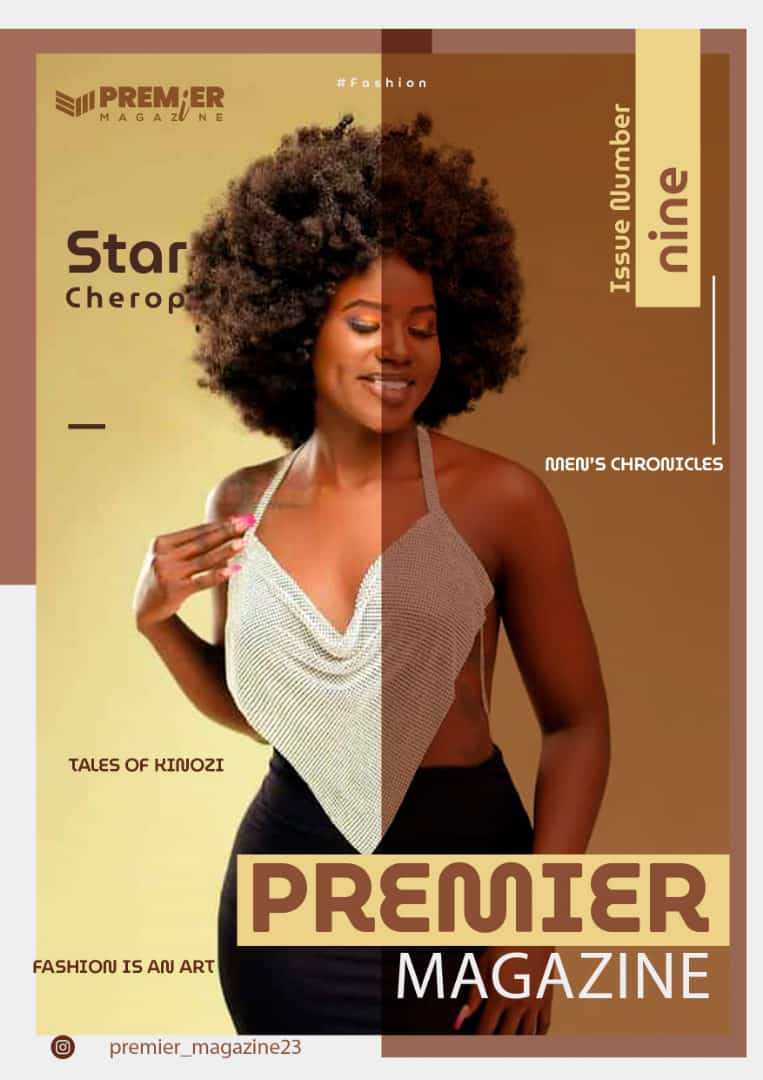 #Fashion
PREMiER
MAGAZINE
Issue Number
nine
Star
Cherop
MEN'S CHRONICLES
TALES OF KINOZI
PREMIER
MAGAZINE
FASHION IS AN ART
premier_magazine23